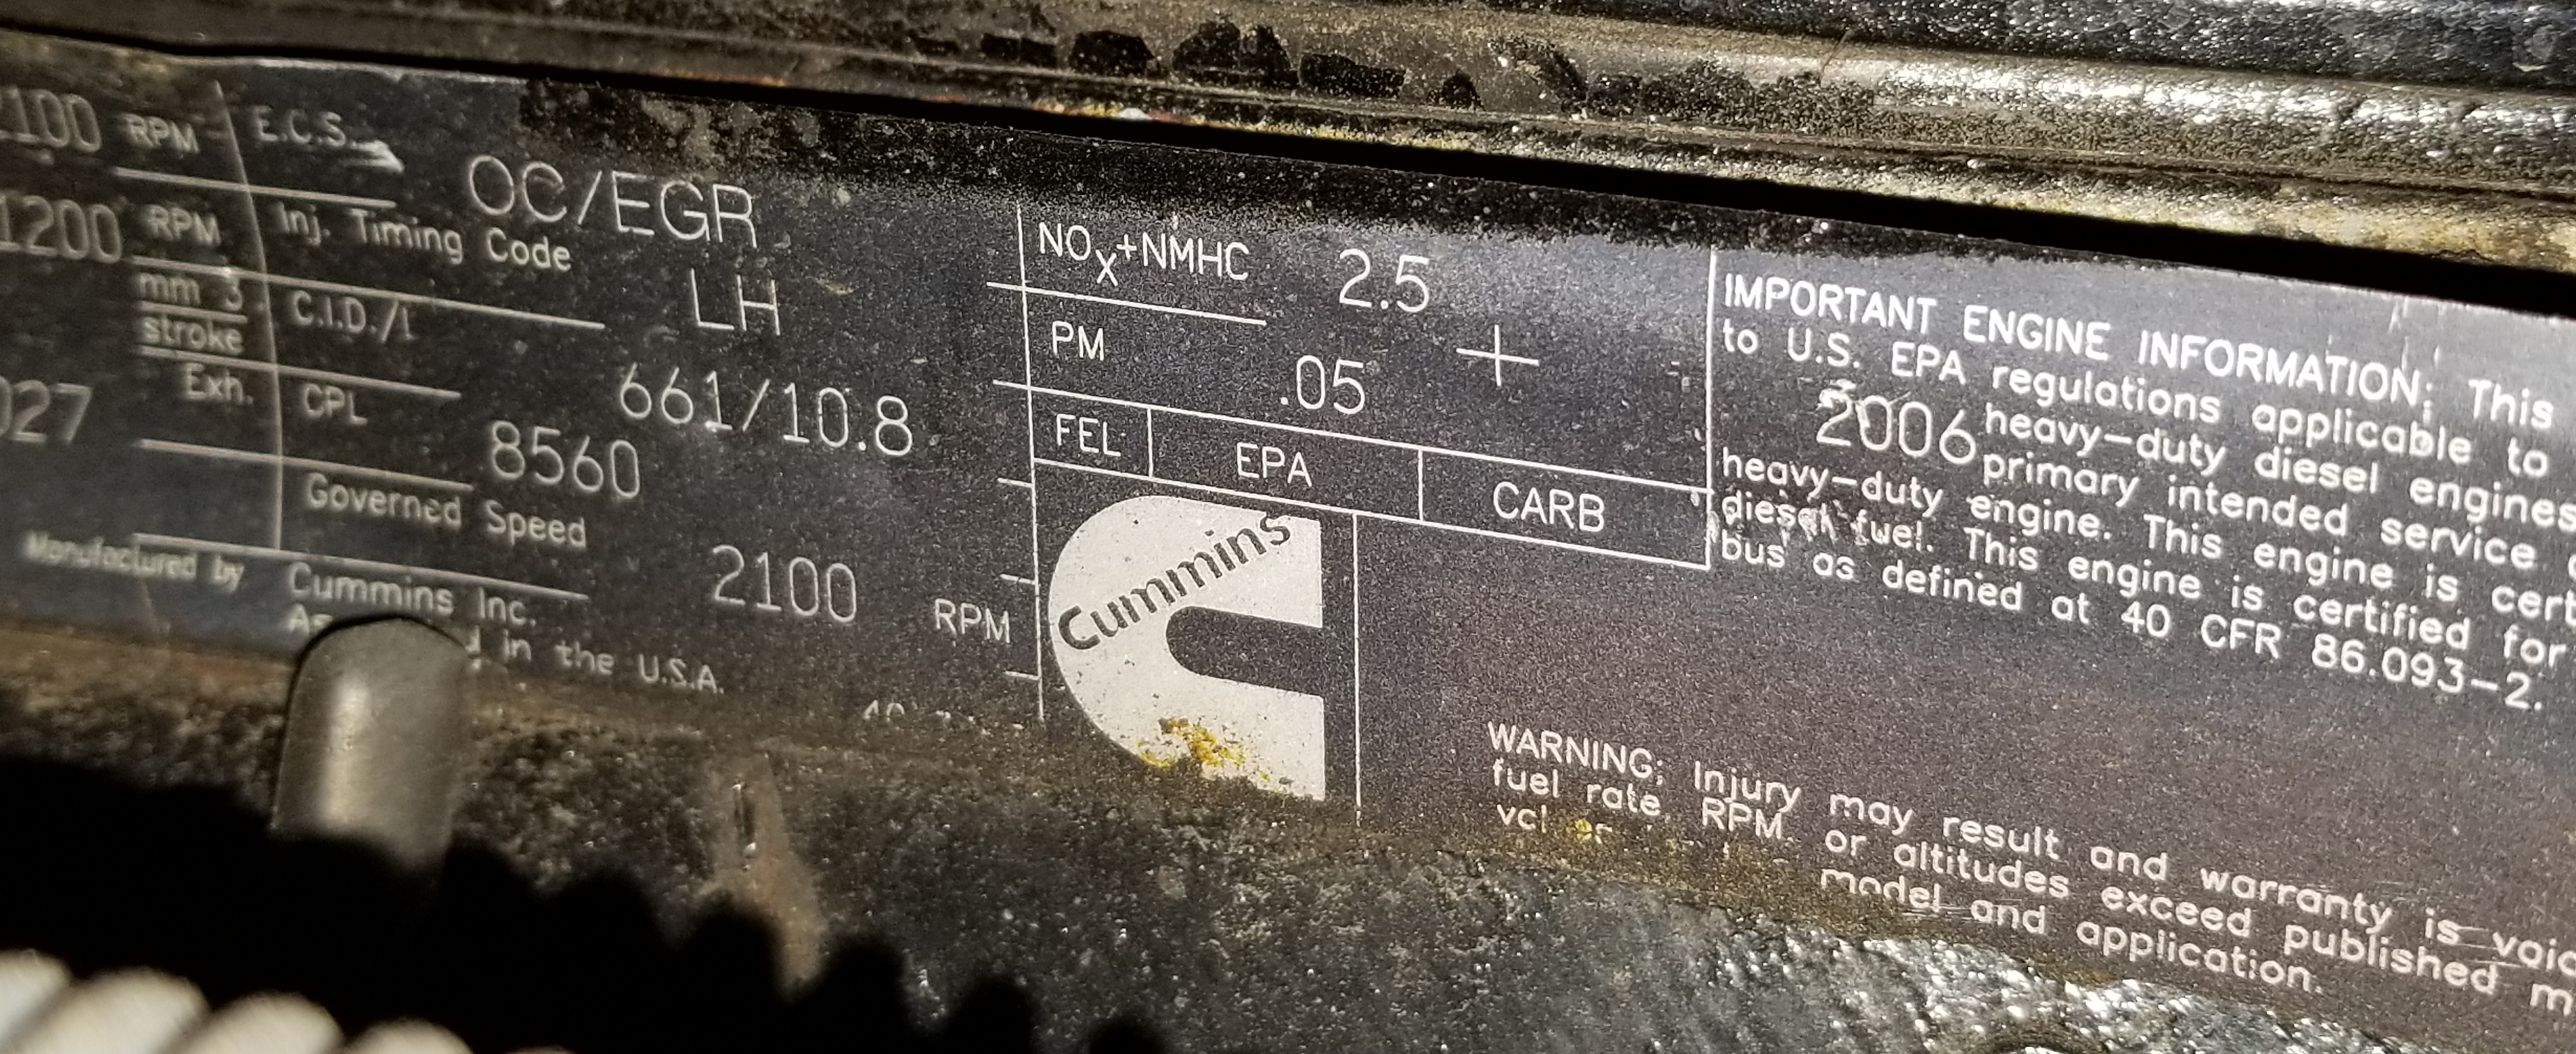 2100 RPM
1200 RPM
mm 3
stroke
027 Exh.
E.C.S. OC/EGR
Inj. Timing Code LH
C.I.D./l 661/10.8
CPL 8560
Governed Speed 2100 RPM
Manufactured by Cummins Inc.
in the U.S.A.
NOX+NMHC 2.5
PM .05 +
FEL EPA CARB
Cummins
IMPORTANT ENGINE INFORMATION: This
to U.S. EPA regulations applicable to
2006 heavy-duty diesel engines
primary intended service
heavy-duty engine. This engine is
diesel fuel. This engine is certified for
bus as defined at 40 CFR 86.093-2.
WARNING: Injury may result and warranty is
fuel rate, RPM, or altitudes exceed published
model and application.